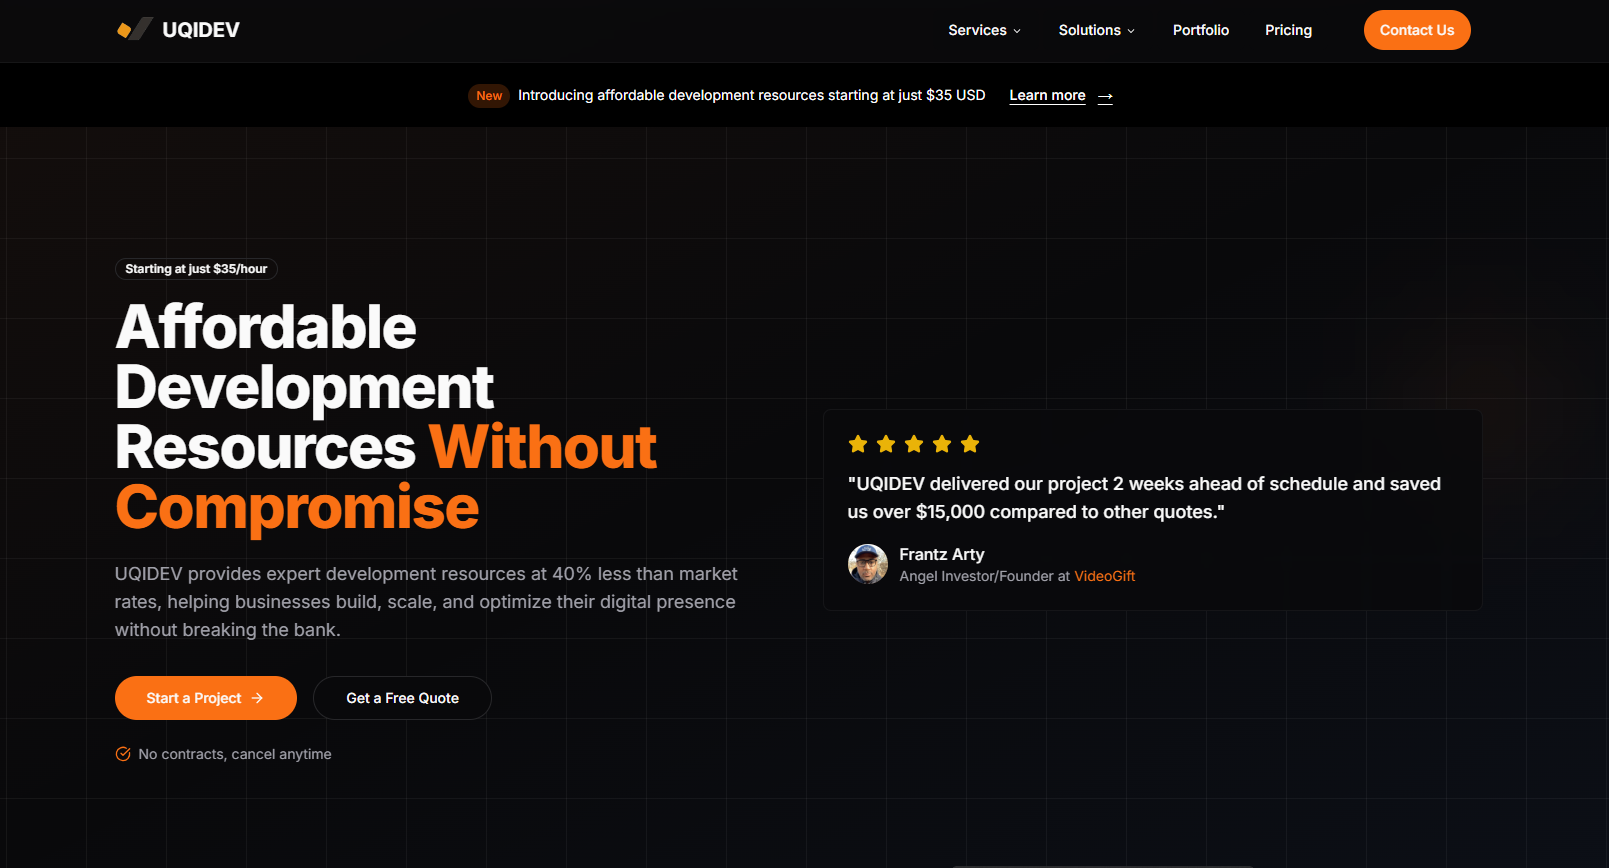 UQIDEV
Services
Solutions
Portfolio
Pricing
Contact Us
New
Introducing affordable development resources starting at just $35 USD
Learn more →
Starting at just $35/hour
Affordable
Development
Resources Without
Compromise
UQIDEV provides expert development resources at 40% less than market
rates, helping businesses build, scale, and optimize their digital presence
without breaking the bank.
Start a Project →
Get a Free Quote
No contracts, cancel anytime
"UQIDEV delivered our project 2 weeks ahead of schedule and saved
us over $15,000 compared to other quotes."
Frantz Arty
Angel Investor/Founder at VideoGift